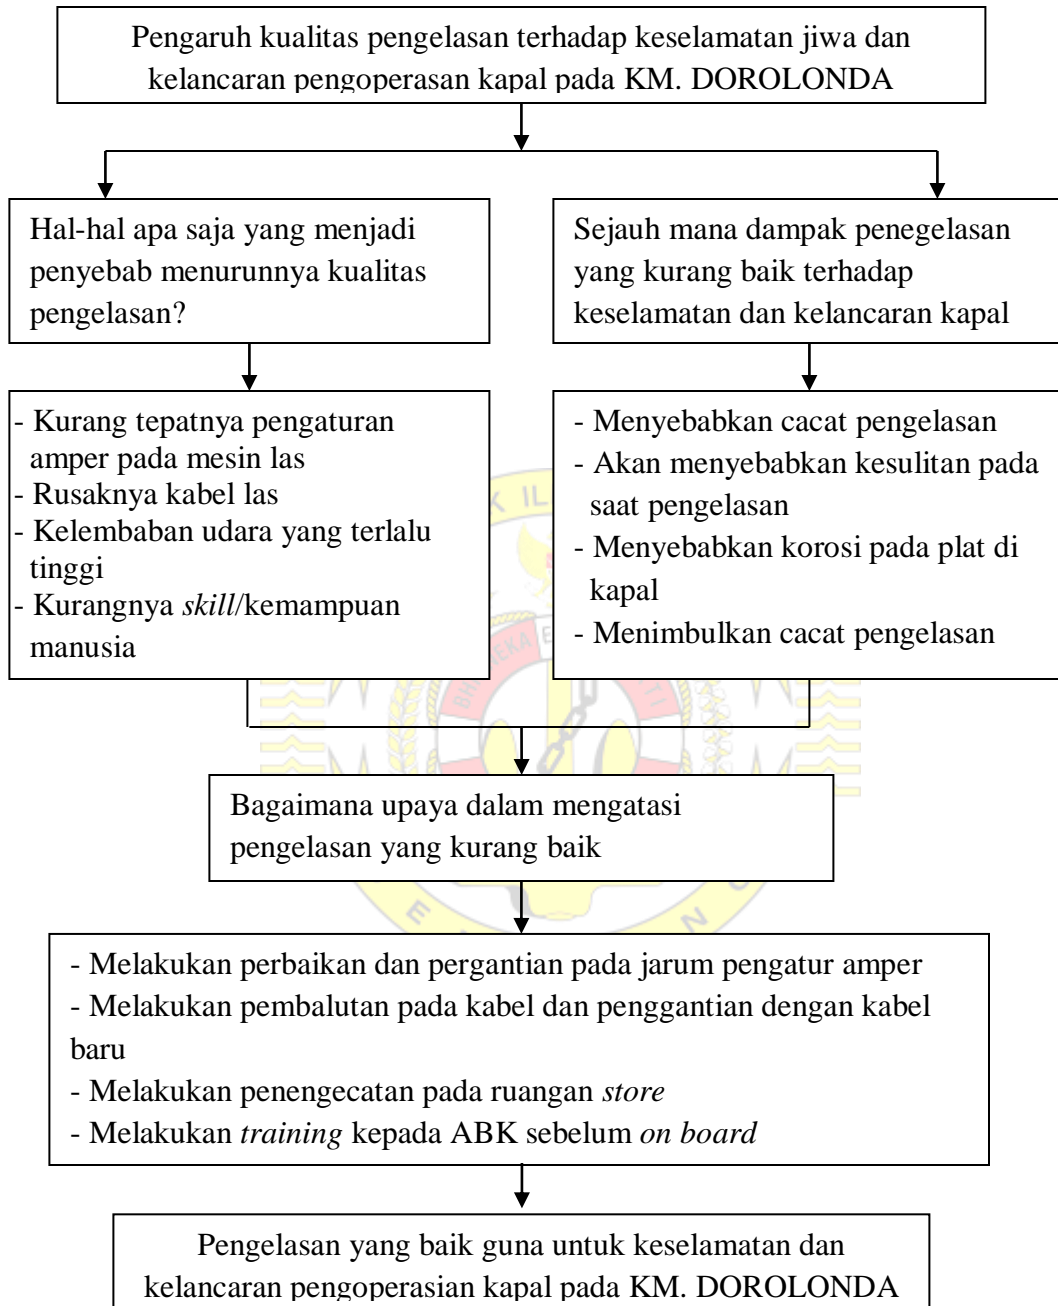 Pengaruh kualitas pengelasan terhadap keselamatan jiwa dan
kelancaran pengoperasan kapal pada KM. DOROLONDA
Hal-hal apa saja yang menjadi
penyebab menurunnya kualitas
pengelasan?
Sejauh mana dampak penegelasan
yang kurang baik terhadap
keselamatan dan kelancaran kapal
- Kurang tepatnya pengaturan
amper pada mesin las
- Rusaknya kabel las
- Kelembaban udara yang terlalu
tinggi
- Kurangnya skill/kemampuan
manusia
- Menyebabkan cacat pengelasan
- Akan menyebabkan kesulitan pada
saat pengelasan
- Menyebabkan korosi pada plat di
kapal
- Menimbulkan cacat pengelasan
Bagaimana upaya dalam mengatasi
pengelasan yang kurang baik
- Melakukan perbaikan dan pergantian pada jarum pengatur amper
- Melakukan pembalutan pada kabel dan penggantian dengan kabel
baru
- Melakukan penengecatan pada ruangan store
- Melakukan training kepada ABK sebelum on board
Pengelasan yang baik guna untuk keselamatan dan
kelancaran pengoperasian kapal pada KM. DOROLONDA